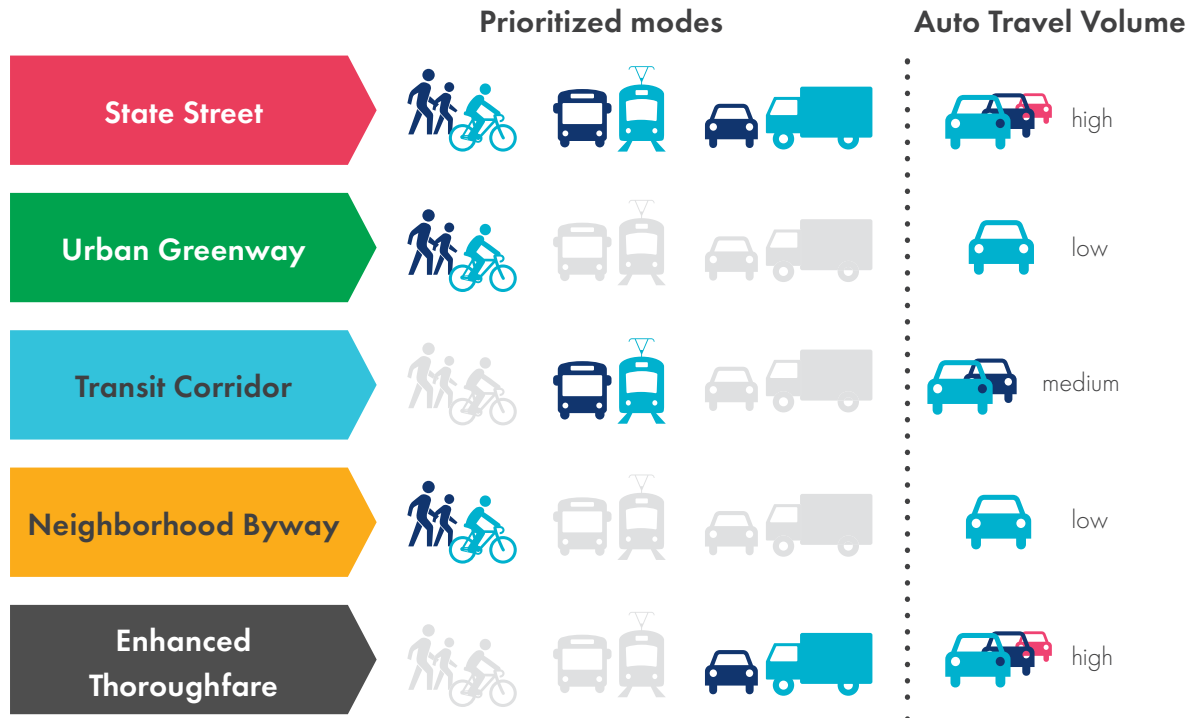 Prioritized modes
Auto Travel Volume
State Street
high
Urban Greenway
low
Transit Corridor
medium
Neighborhood Byway
low
Enhanced
Thoroughfare
high